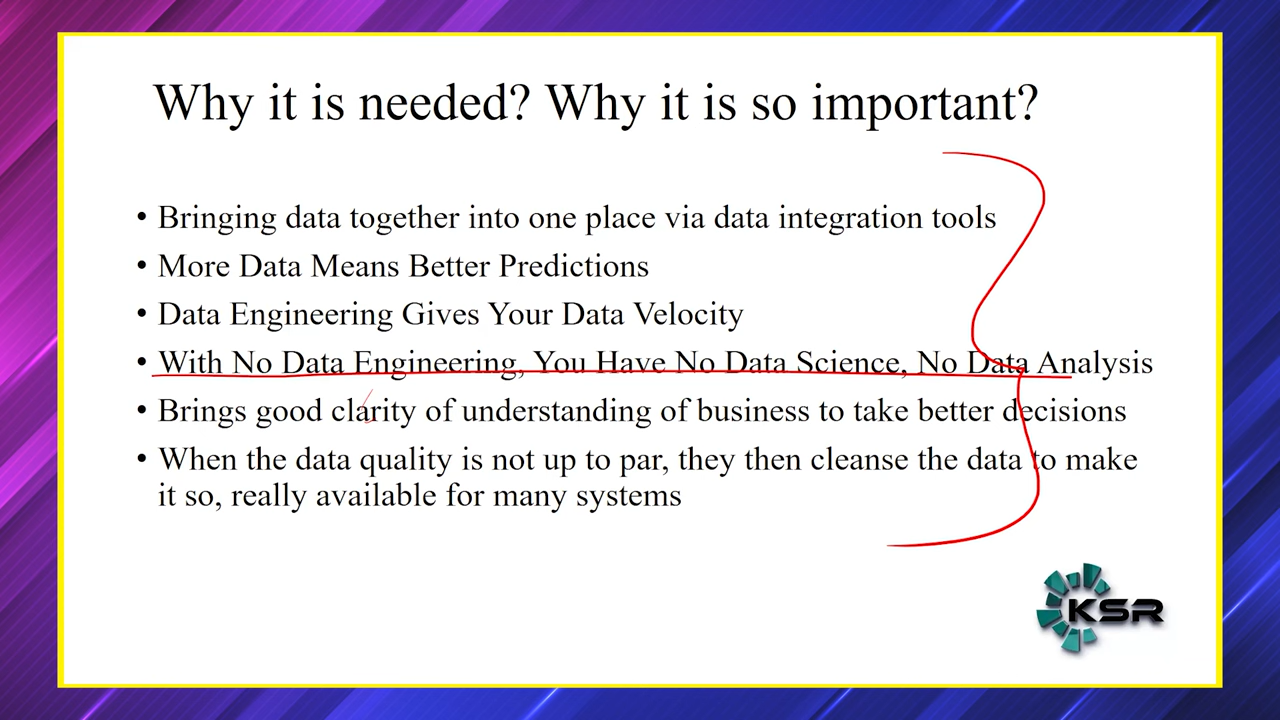 Why it is needed? Why it is so important?
• Bringing data together into one place via data integration tools
• More Data Means Better Predictions
• Data Engineering Gives Your Data Velocity
• With No Data Engineering, You Have No Data Science, No Data Analysis
• Brings good clarity of understanding of business to take better decisions
• When the data quality is not up to par, they then cleanse the data to make
it so, really available for many systems
KSR